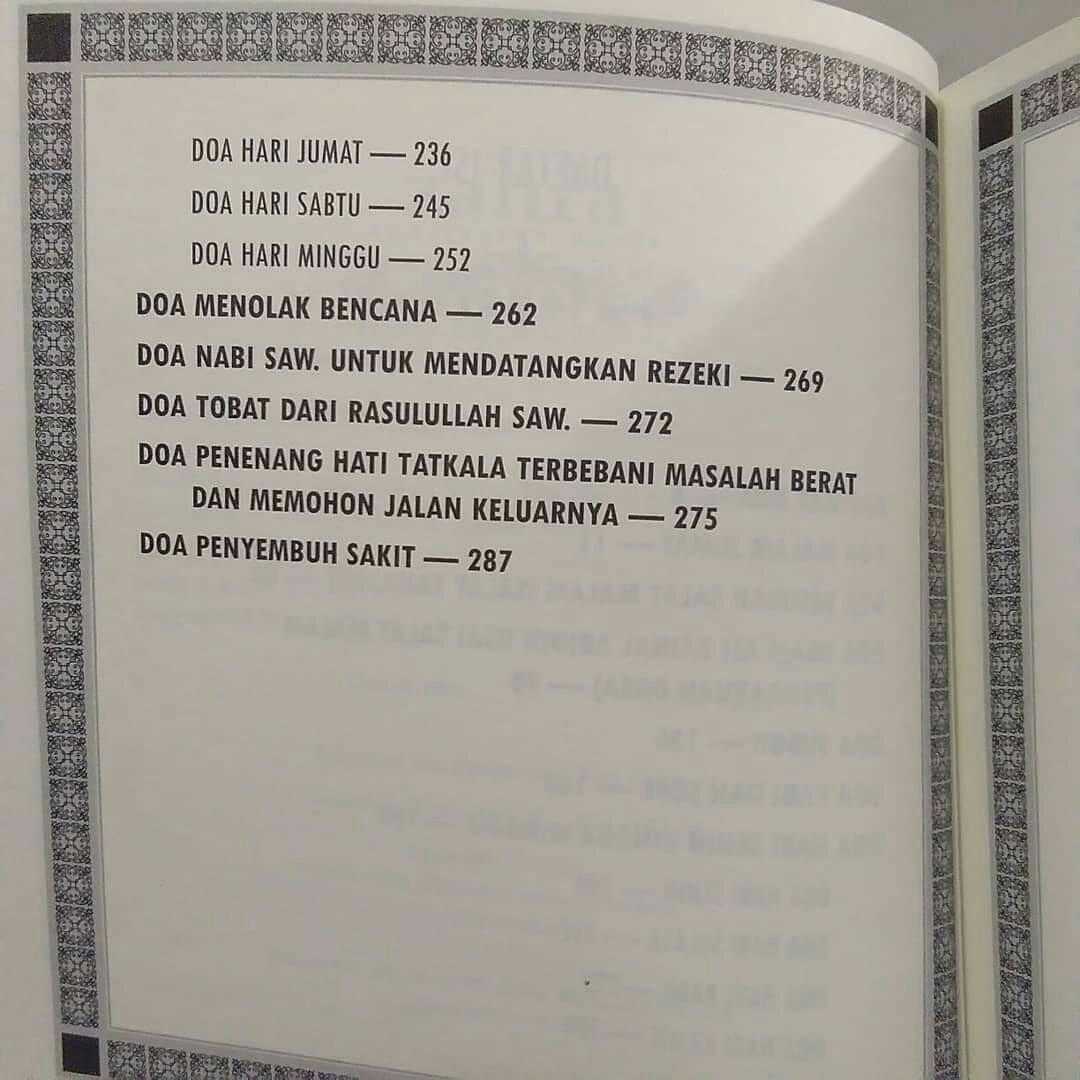 DOA HARI JUMAT — 236
DOA HARI SABTU — 245
DOA HARI MINGGU — 252
DOA MENOLAK BENCANA — 262
DOA NABI SAW. UNTUK MENDATANGKAN REZEKI — 269
DOA TOBAT DARI RASULULLAH SAW. — 272
DOA PENENANG HATI TATKALA TERBEBANI MASALAH BERAT
DAN MEMOHON JALAN KELUARNYA — 275
DOA PENYEMBUH SAKIT — 287